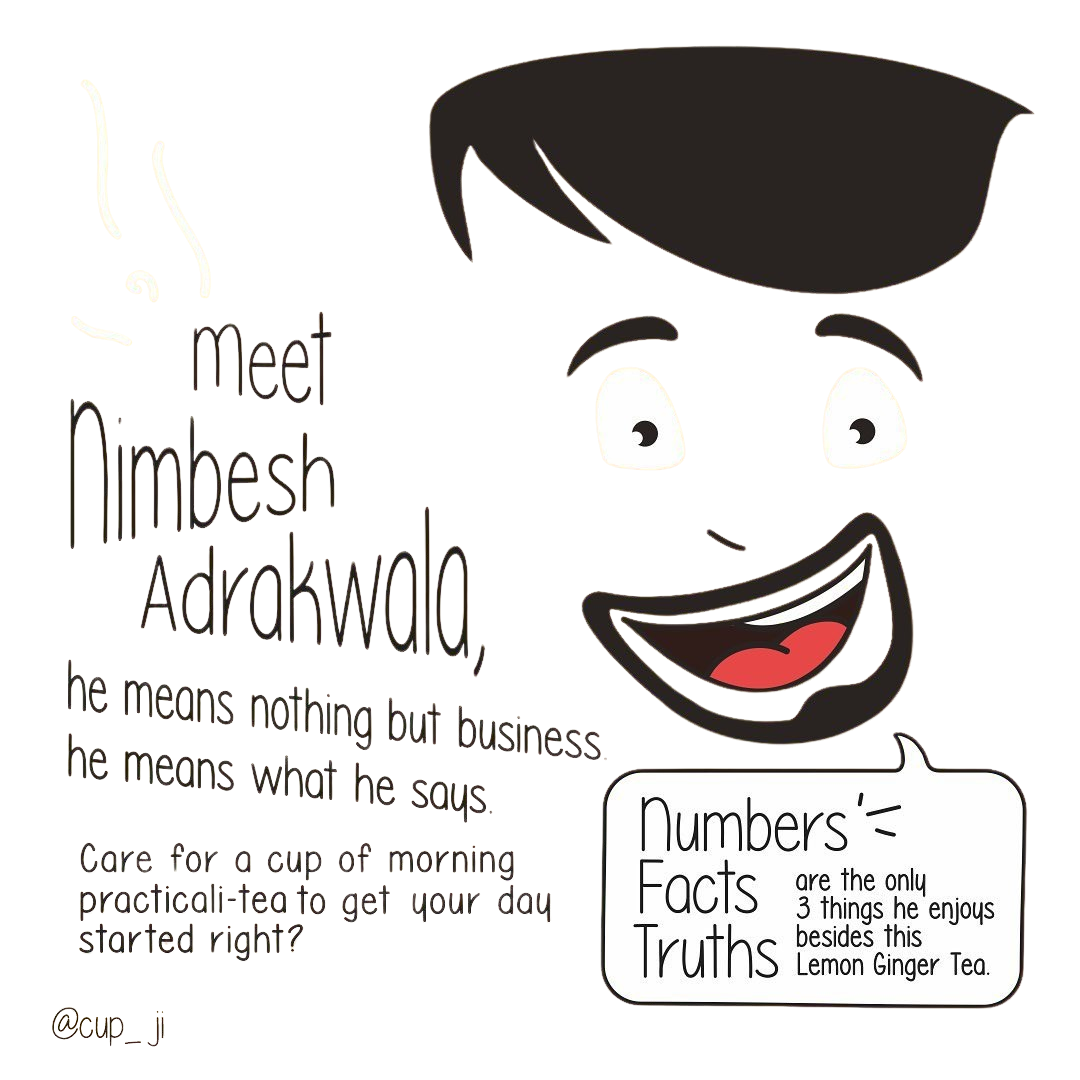 meet
Nimbesh
Adrakwala,
he means nothing but business.
he means what he says.
Care for a cup of morning
practicali-tea to get your day
started right?
Numbers
Facts
Truths
are the only
3 things he enjoys
besides this
Lemon Ginger Tea.
@cup_ji